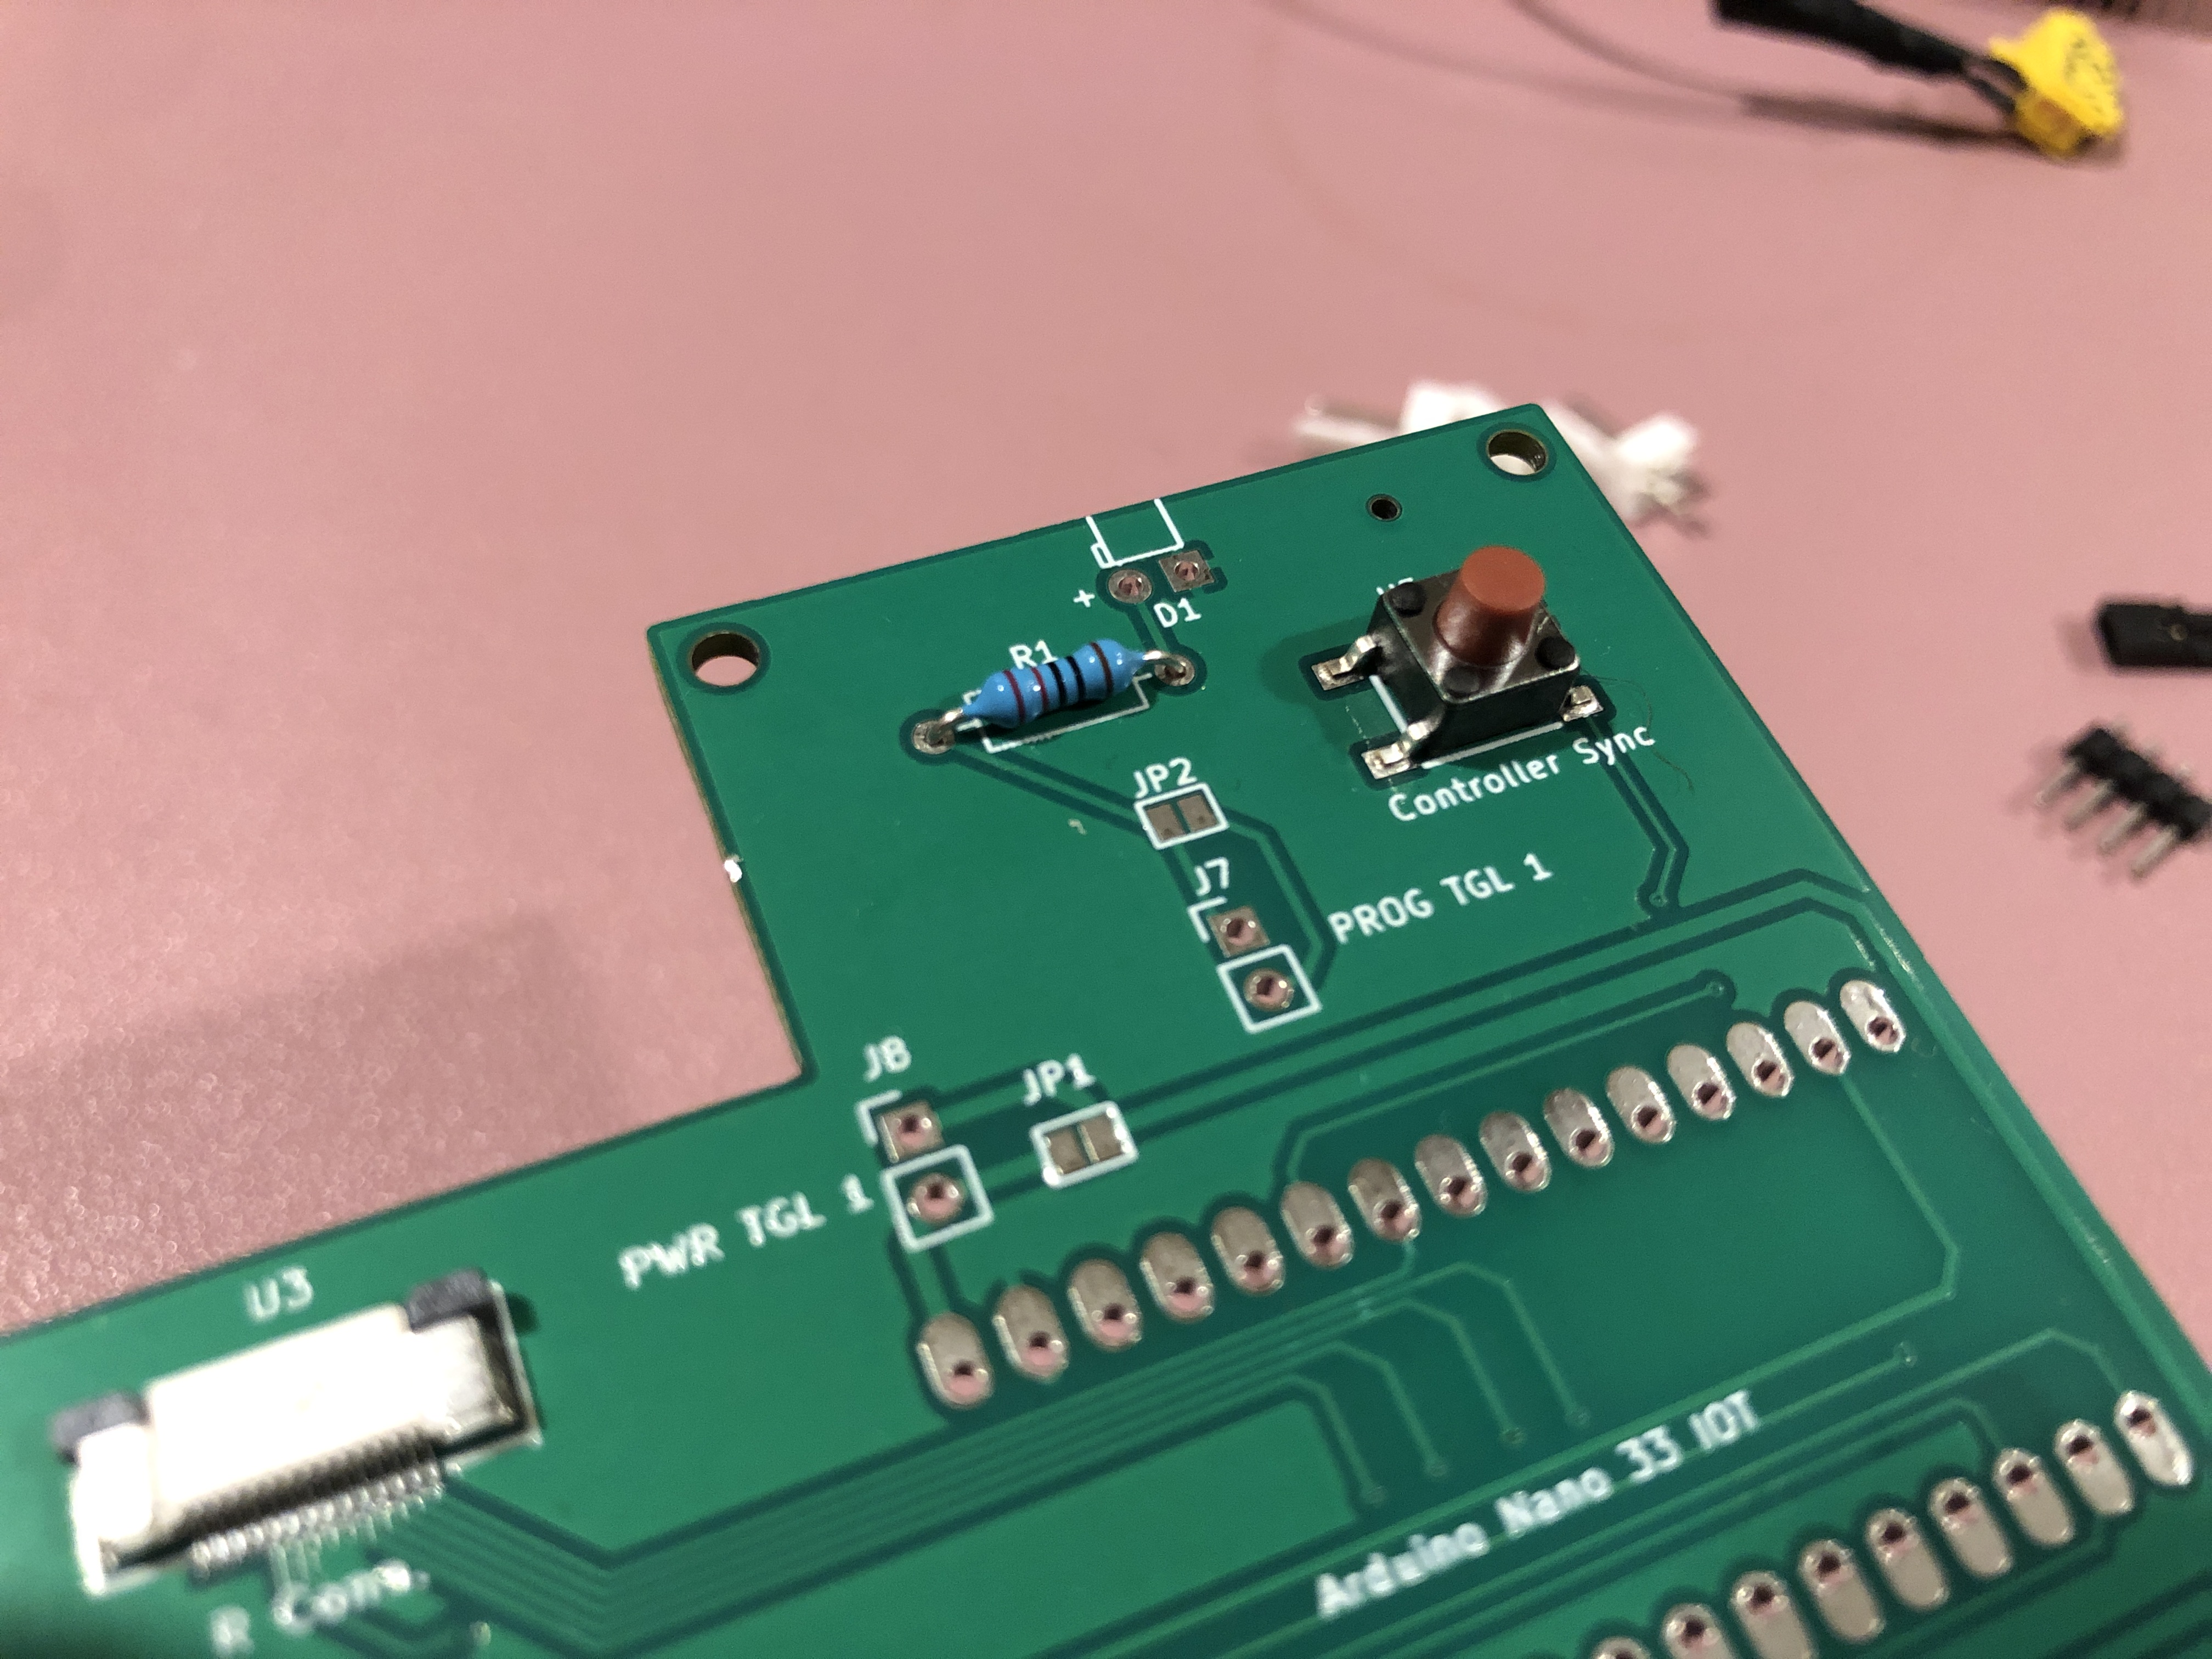 +
D1
R1
JP2
Controller Sync
J7
PROG TGL 1
J8
JP1
PWR TGL 1
U3
Arduino Nano 33 IOT
R Conn.